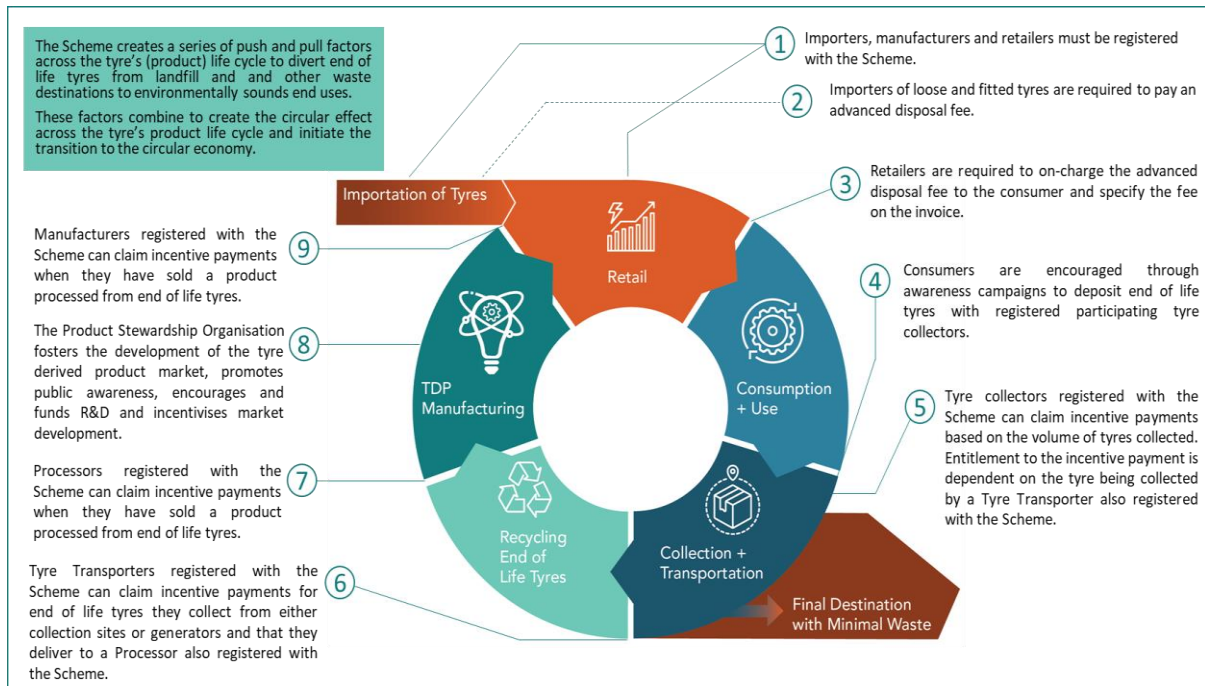 The Scheme creates a series of push and pull factors
across the tyre's (product) life cycle to divert end of
life tyres from landfill and and other waste
destinations to environmentally sounds end uses.
These factors combine to create the circular effect
across the tyre's product life cycle and initiate the
transition to the circular economy.
1
Importers, manufacturers and retailers must be registered
with the Scheme.
2
Importers of loose and fitted tyres are required to pay an
advanced disposal fee.
3
Retailers are required to on-charge the advanced
disposal fee to the consumer and specify the fee
on the invoice.
4
Consumers are encouraged through
awareness campaigns to deposit end of life
tyres with registered participating tyre
collectors.
5
Tyre collectors registered with the
Scheme can claim incentive payments
based on the volume of tyres collected.
Entitlement to the incentive payment is
dependent on the tyre being collected
by a Tyre Transporter also registered
with the Scheme.
6
Tyre Transporters registered with the
Scheme can claim incentive payments for
end of life tyres they collect from either
collection sites or generators and that they
deliver to a Processor also registered with
the Scheme.
7
Processors registered with the
Scheme can claim incentive payments
when they have sold a product
processed from end of life tyres.
8
The Product Stewardship Organisation
fosters the development of the tyre
derived product market, promotes
public awareness, encourages and
funds R&D and incentivises market
development.
9
Manufacturers registered with the
Scheme can claim incentive payments
when they have sold a product
processed from end of life tyres.
Importation of Tyres
Retail
Consumption
+ Use
Collection +
Transportation
Final Destination
with Minimal Waste
Recycling
End of
Life Tyres
TDP
Manufacturing